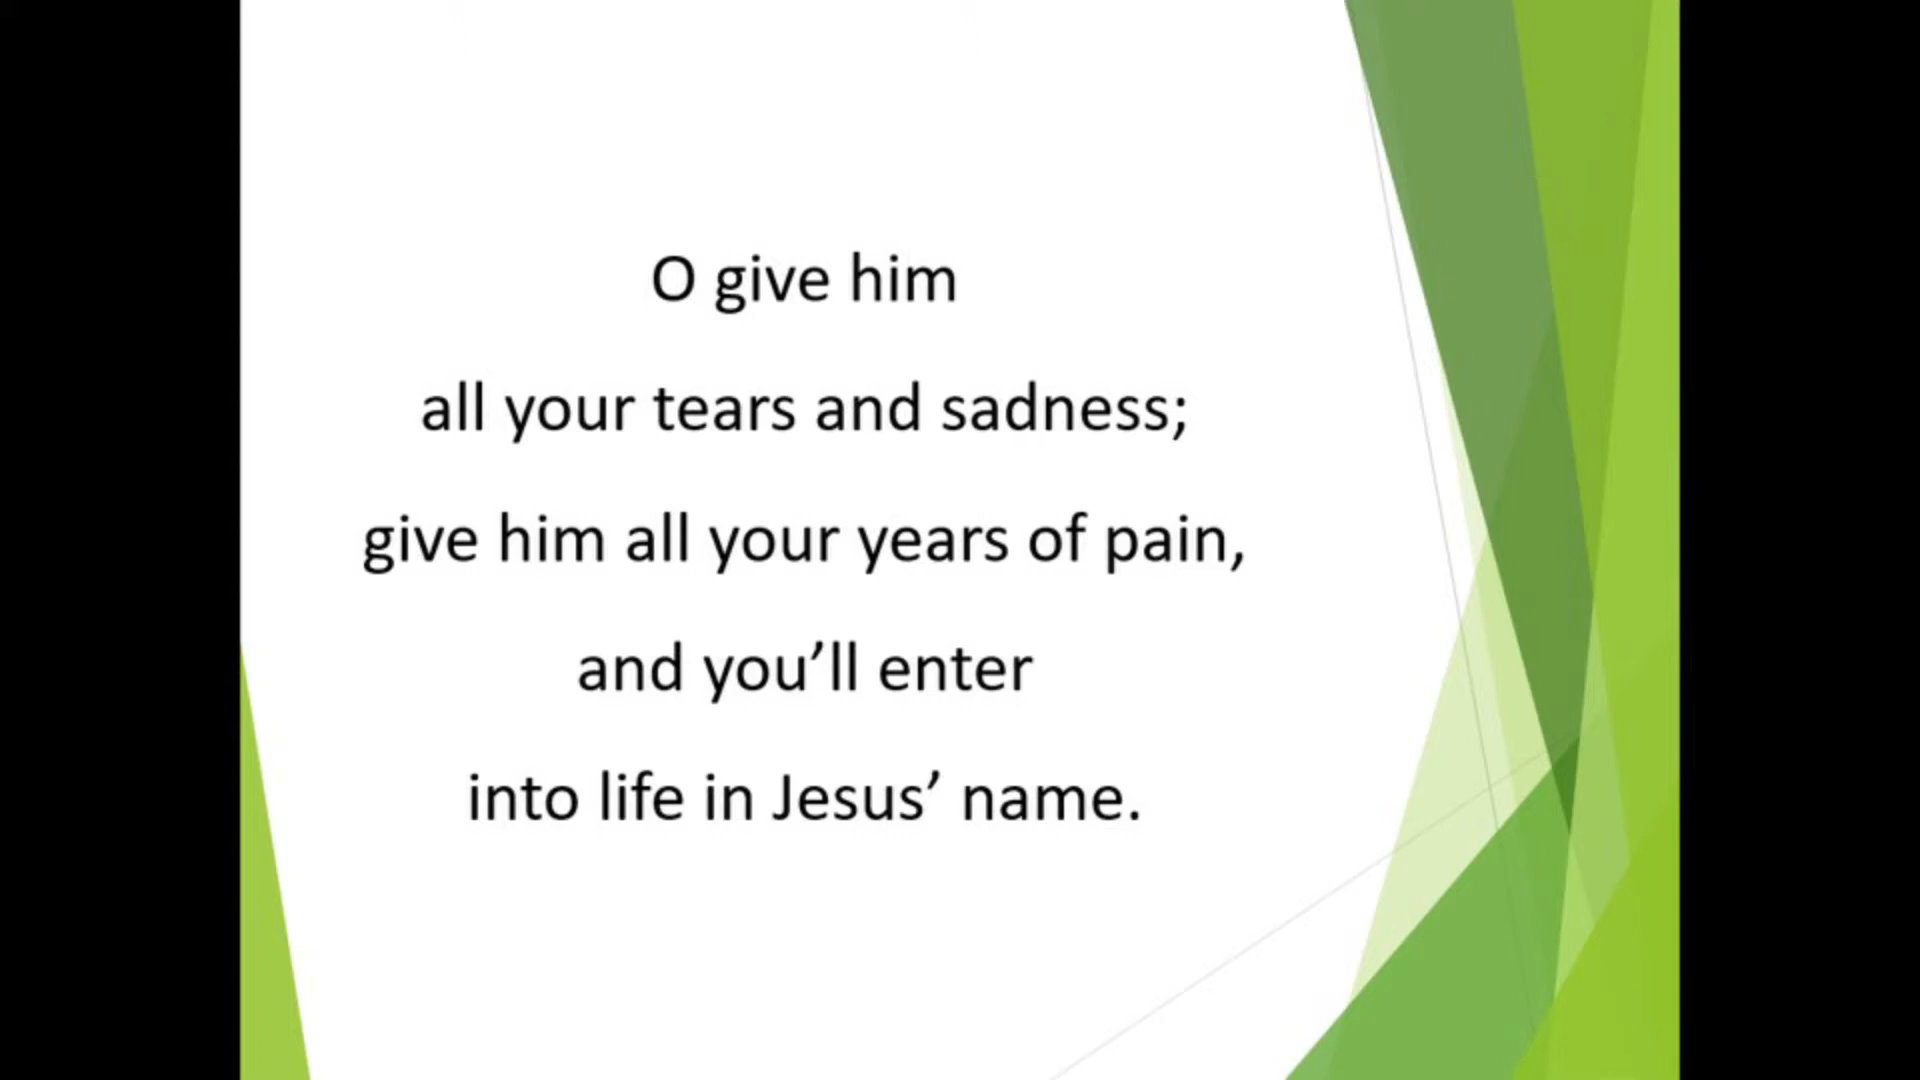 O give him
all your tears and sadness;
give him all your years of pain,
and you’ll enter
into life in Jesus’ name.